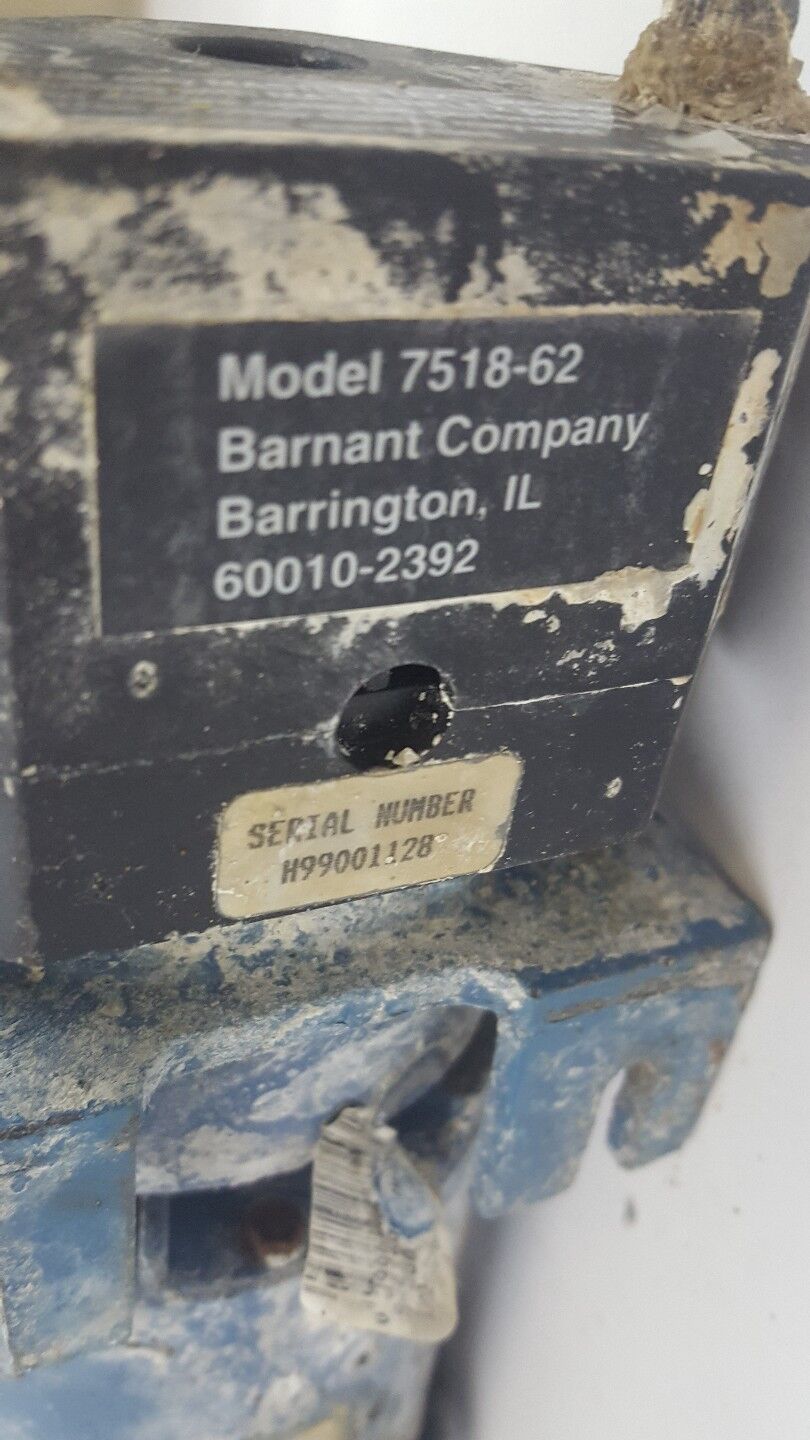 Model 7518-62
Barnant Company
Barrington, IL
60010-2392
SERIAL NUMBER
H99001128